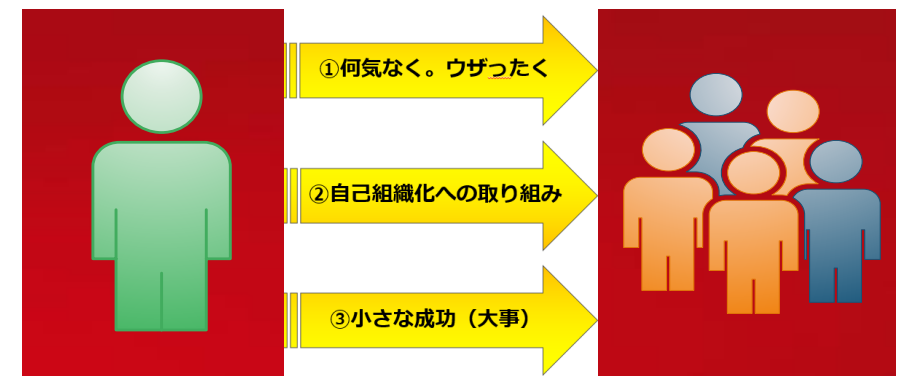 ①何気なく。ウザったく
②自己組織化への取り組み
③小さな成功（大事）